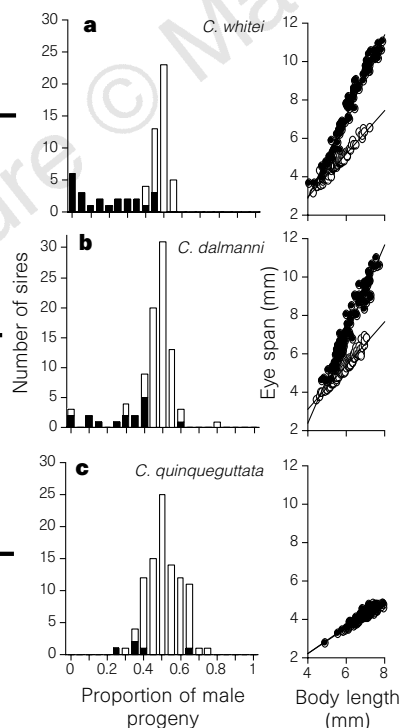 a
C. whitei
30
25
20
15
10
5
0
12
10
8
6
4
2
b
C. dalmanni
30
25
20
15
10
5
0
12
10
8
6
4
2
Number of sires
Eye span (mm)
c
C. quinqueguttata
30
25
20
15
10
5
0
0 0.2 0.4 0.6 0.8 1
12
10
8
6
4
2
4 6 8
Proportion of male
progeny
Body length
(mm)
are © Ma